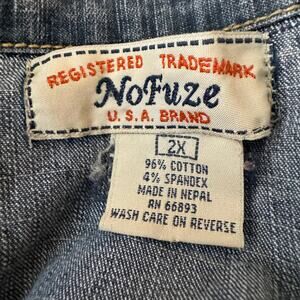 REGISTERED TRADEMARK
NoFuze
U.S.A. BRAND
2X
96% COTTON
4% SPANDEX
MADE IN NEPAL
RN 66893
WASH CARE ON REVERSE